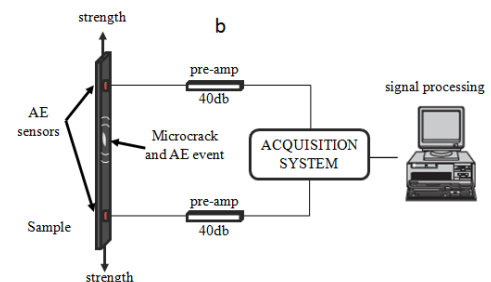 strength
b
pre-amp
40db
signal processing
AE
sensors
Microcrack
and AE event
ACQUISITION
SYSTEM
pre-amp
40db
Sample
strength